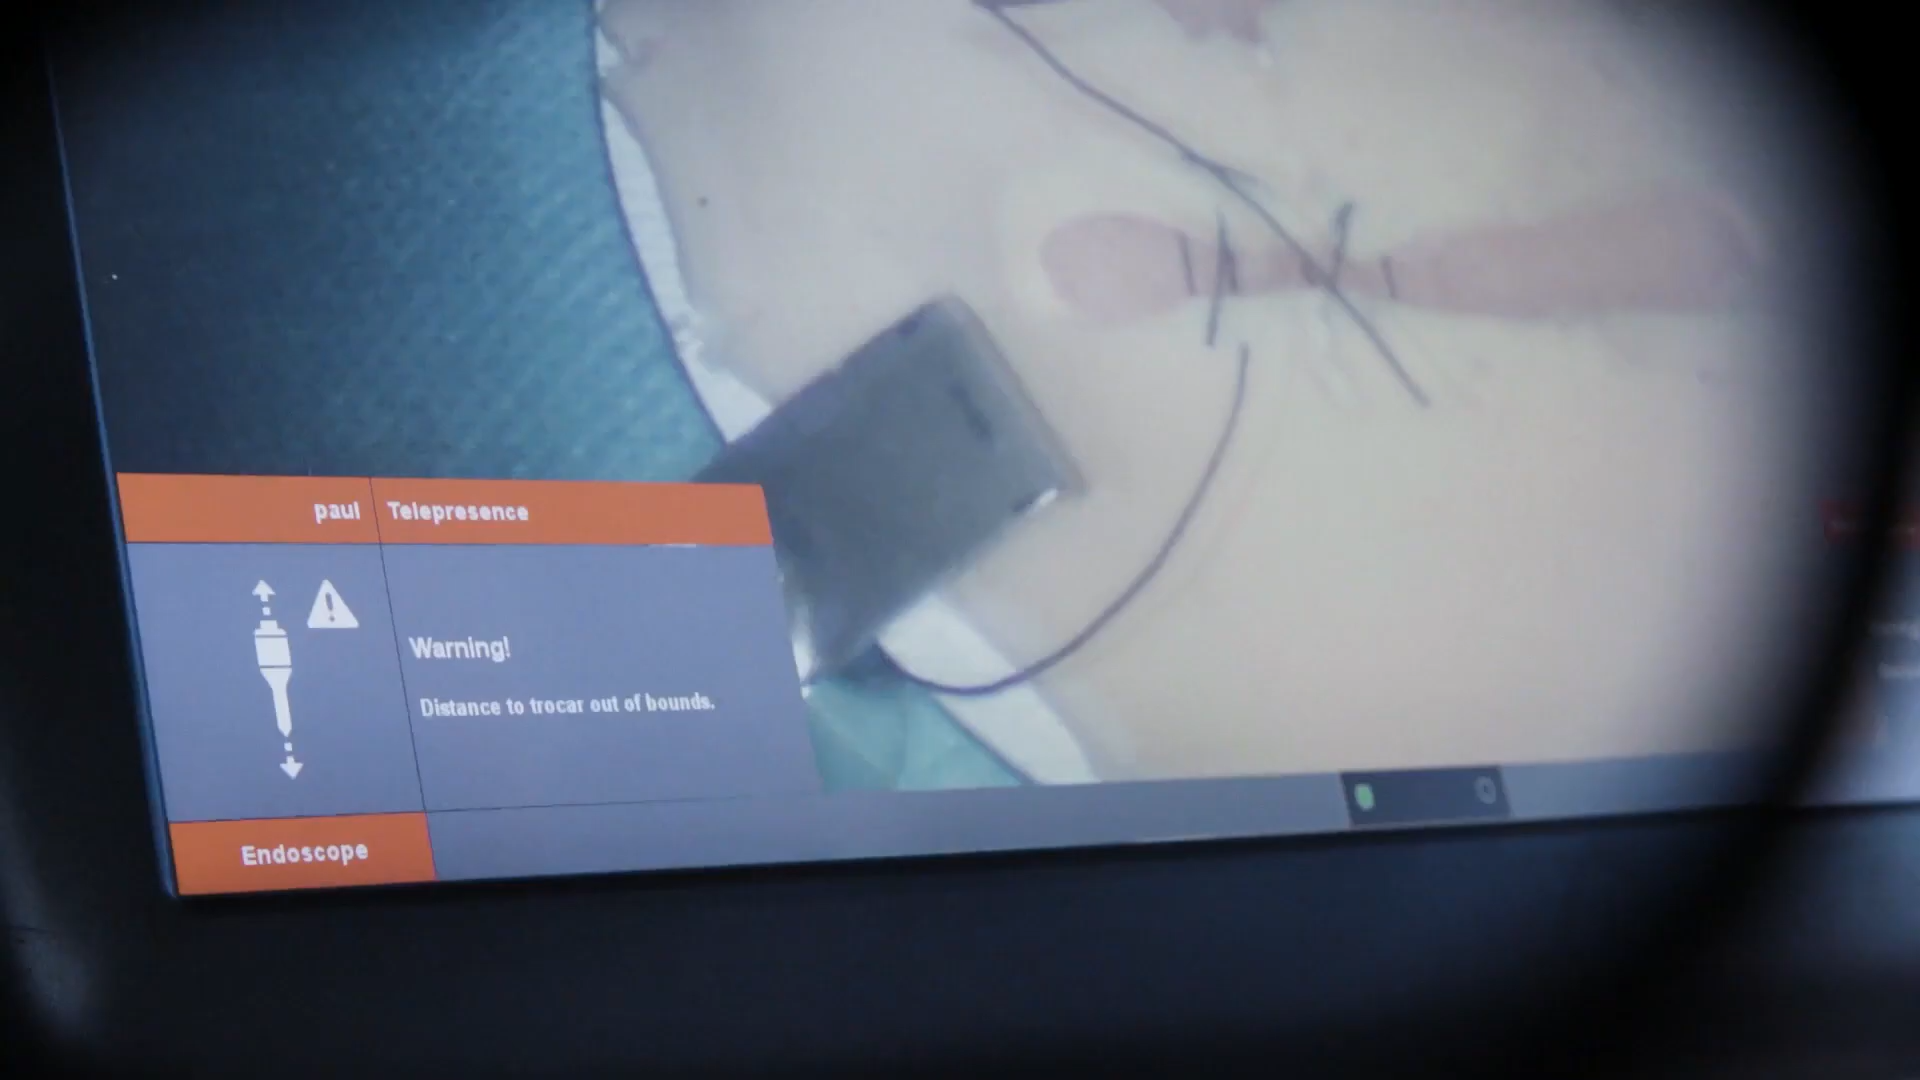 paul Telepresence
Warning!
Distance to trocar out of bounds.
Endoscope